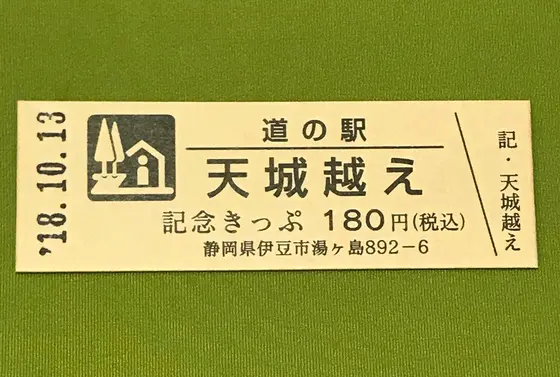 '18.10.13
道の駅
天城越え
記念きっぷ 180円(税込)
静岡県伊豆市湯ヶ島892-6
記・天城越え